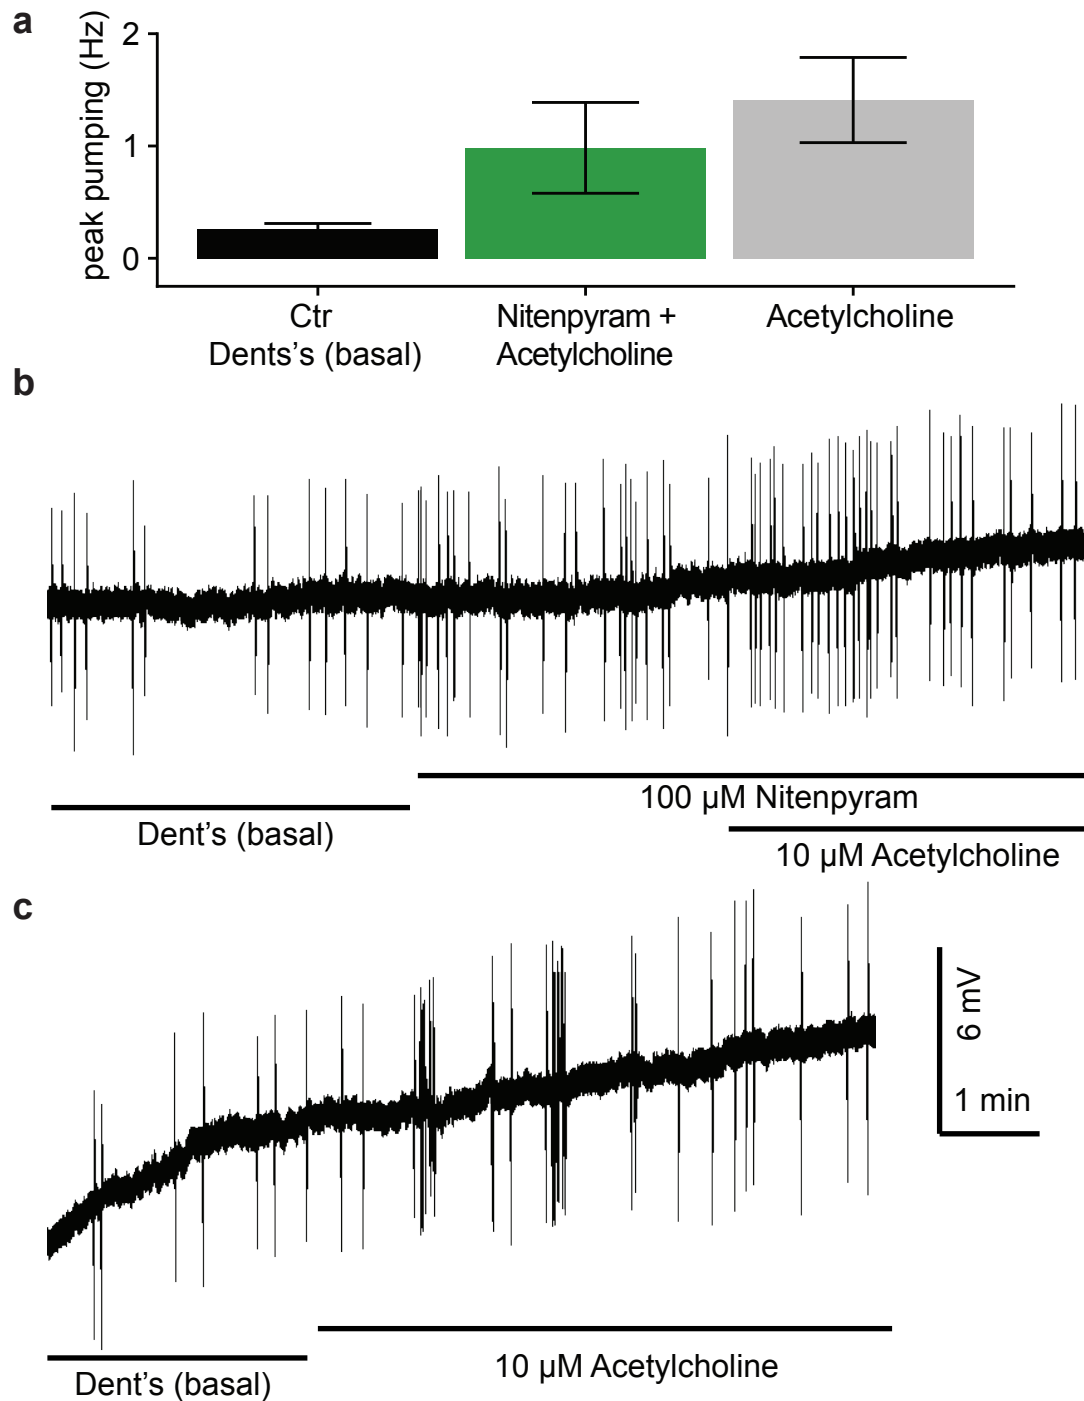 a
peak pumping (Hz)
2
1
0
Ctr
Dents's (basal)
Nitenpyram +
Acetylcholine
Acetylcholine
b
100 µM Nitenpyram
Dent's (basal)
10 µM Acetylcholine
c
6 mV
1 min
10 µM Acetylcholine
Dent's (basal)